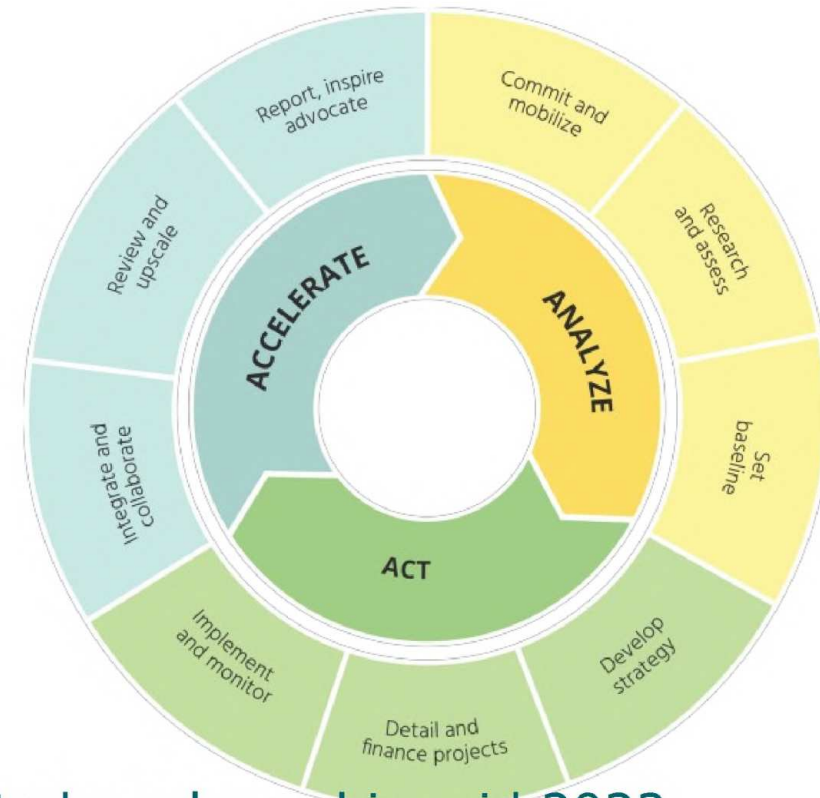 Report, inspire
advocate
Commit and
mobilize
Research
and assess
Set
baseline
Develop
strategy
Detail and
finance projects
Implement
and monitor
Integrate and
collaborate
Review and
upscale
ACCELERATE
ANALYZE
ACT